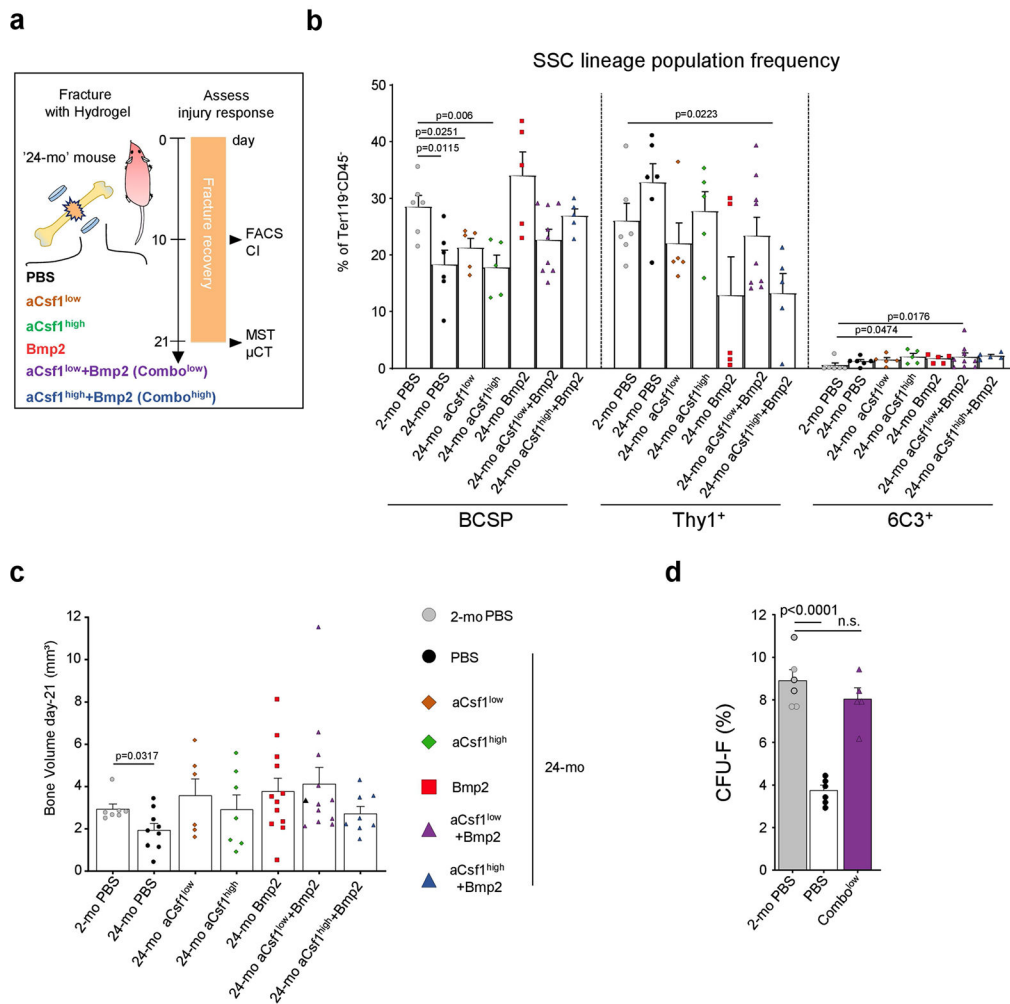 a
Fracture
with Hydrogel
Assess
injury response
'24-mo' mouse
0
day
10
21
Fracture recovery
FACS
CI
MST
µCT
PBS
aCsf1low
aCsf1high
Bmp2
aCsf1low+Bmp2 (Combolow)
aCsf1high+Bmp2 (Combohigh)
b
SSC lineage population frequency
% of Ter119-CD45-
50
40
30
20
10
0
p=0.006
p=0.0251
p=0.0115
p=0.0223
p=0.0176
p=0.0474
2-mo PBS
24-mo PBS
24-mo aCsf1low
24-mo aCsf1high
24-mo Bmp2
24-mo aCsf1low+Bmp2
24-mo aCsf1high+Bmp2
2-mo PBS
24-mo PBS
24-mo aCsf1low
24-mo aCsf1high
24-mo Bmp2
24-mo aCsf1low+Bmp2
24-mo aCsf1high+Bmp2
2-mo PBS
24-mo PBS
24-mo aCsf1low
24-mo aCsf1high
24-mo Bmp2
24-mo aCsf1low+Bmp2
24-mo aCsf1high+Bmp2
BCSP
Thy1+
6C3+
c
Bone Volume day-21 (mm³)
12
10
8
6
4
2
0
p=0.0317
2-mo PBS
24-mo PBS
24-mo aCsf1low
24-mo aCsf1high
24-mo Bmp2
24-mo aCsf1low+Bmp2
24-mo aCsf1high+Bmp2
2-mo PBS
PBS
aCsf1low
aCsf1high
Bmp2
aCsf1low
+Bmp2
aCsf1high
+Bmp2
24-mo
d
CFU-F (%)
12
10
8
6
4
2
0
p<0.0001
n.s.
2-mo PBS
PBS
Combolow